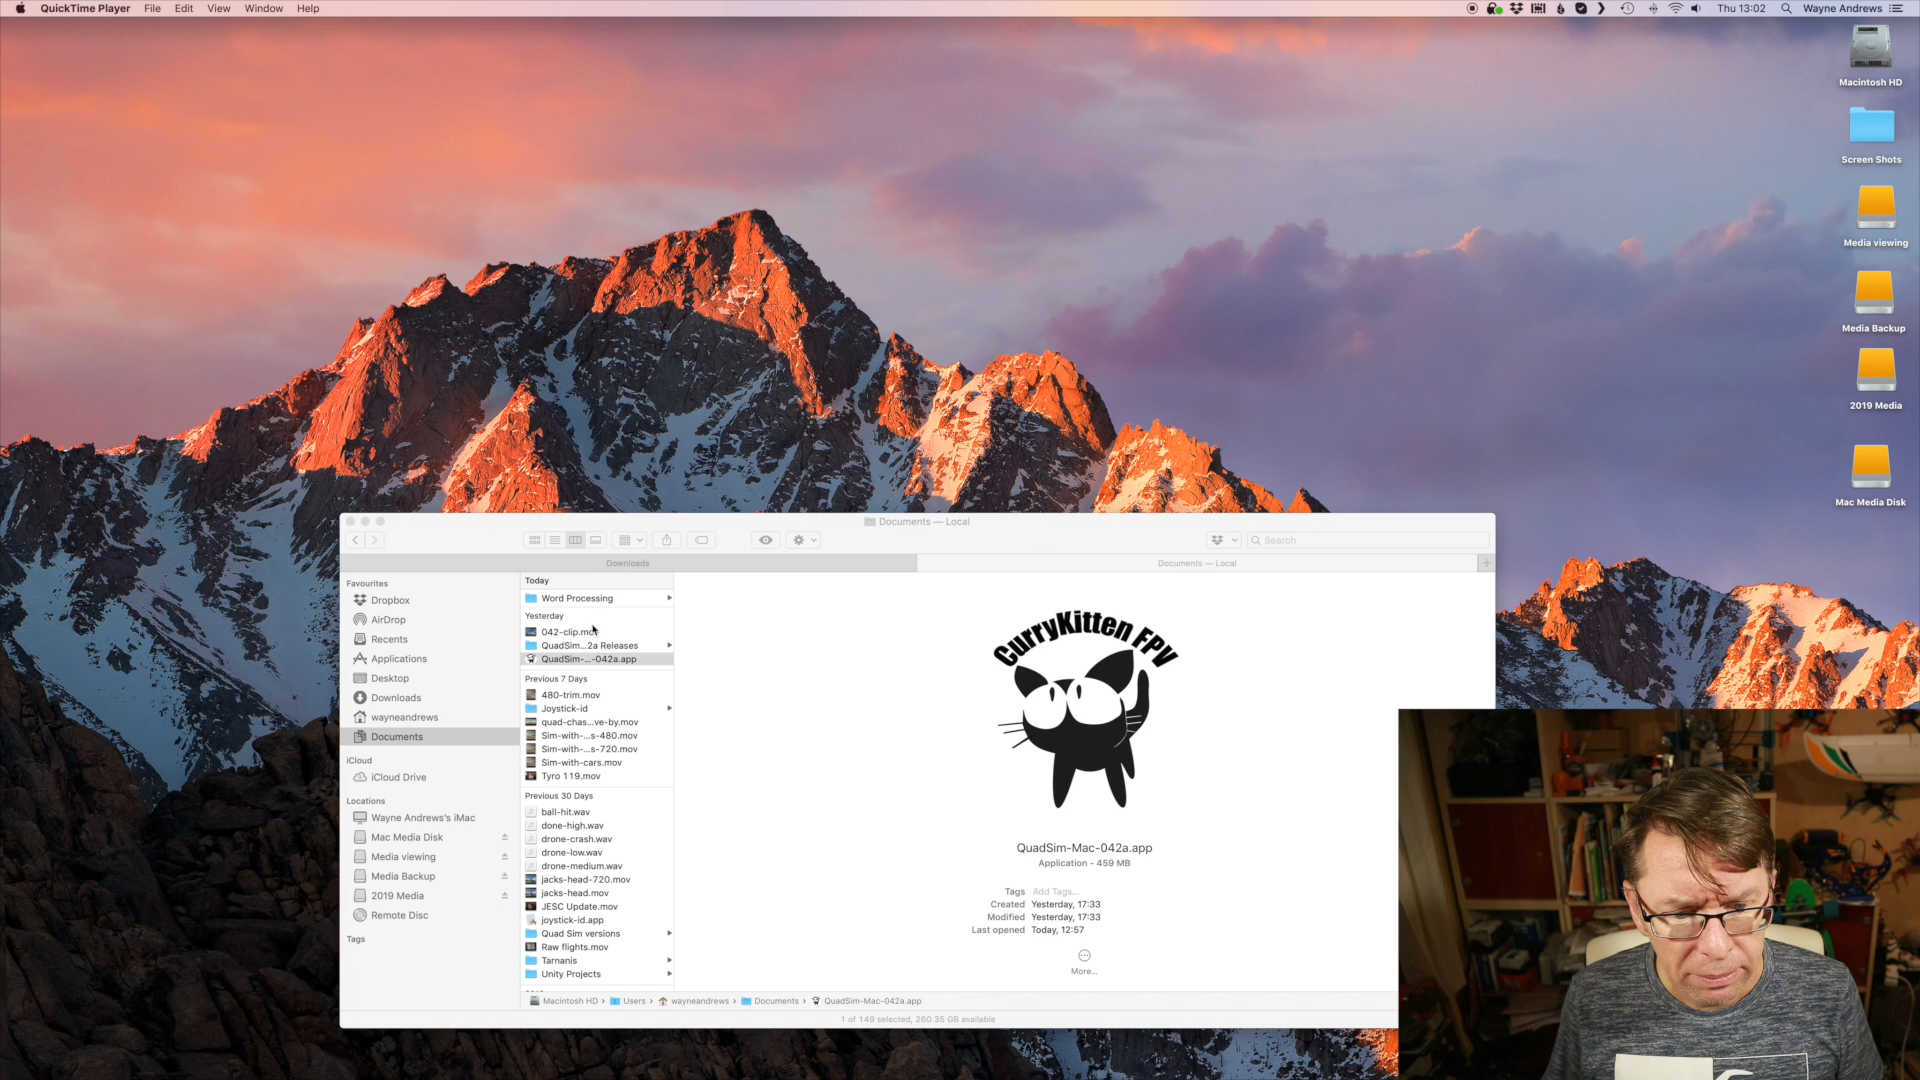 QuickTime Player File Edit View Window Help
Thu 13:02 Wayne Andrews
Macintosh HD
Screen Shots
Media viewing
Media Backup
2019 Media
Mac Media Disk
Documents — Local
Search
Downloads
Documents — Local
Favourites
Dropbox
AirDrop
Recents
Applications
Desktop
Downloads
wayneandrews
Documents
iCloud
iCloud Drive
Locations
Wayne Andrews's iMac
Mac Media Disk
Media viewing
Media Backup
2019 Media
Remote Disc
Tags
Today
Word Processing
Yesterday
042-clip.mov
QuadSim...2a Releases
QuadSim-...-042a.app
Previous 7 Days
480-trim.mov
Joystick-id
quad-chas...ve-by.mov
Sim-with-...s-480.mov
Sim-with-...s-720.mov
Sim-with-cars.mov
Tyro 119.mov
Previous 30 Days
ball-hit.wav
done-high.wav
drone-crash.wav
drone-low.wav
drone-medium.wav
jacks-head-720.mov
jacks-head.mov
JESC Update.mov
joystick-id.app
Quad Sim versions
Raw flights.mov
Tarnanis
Unity Projects
CurryKitten FPV
QuadSim-Mac-042a.app
Application - 459 MB
Tags Add Tags...
Created Yesterday, 17:33
Modified Yesterday, 17:33
Last opened Today, 12:57
More...
Macintosh HD › Users › wayneandrews › Documents › QuadSim-Mac-042a.app
1 of 149 selected, 260.35 GB available